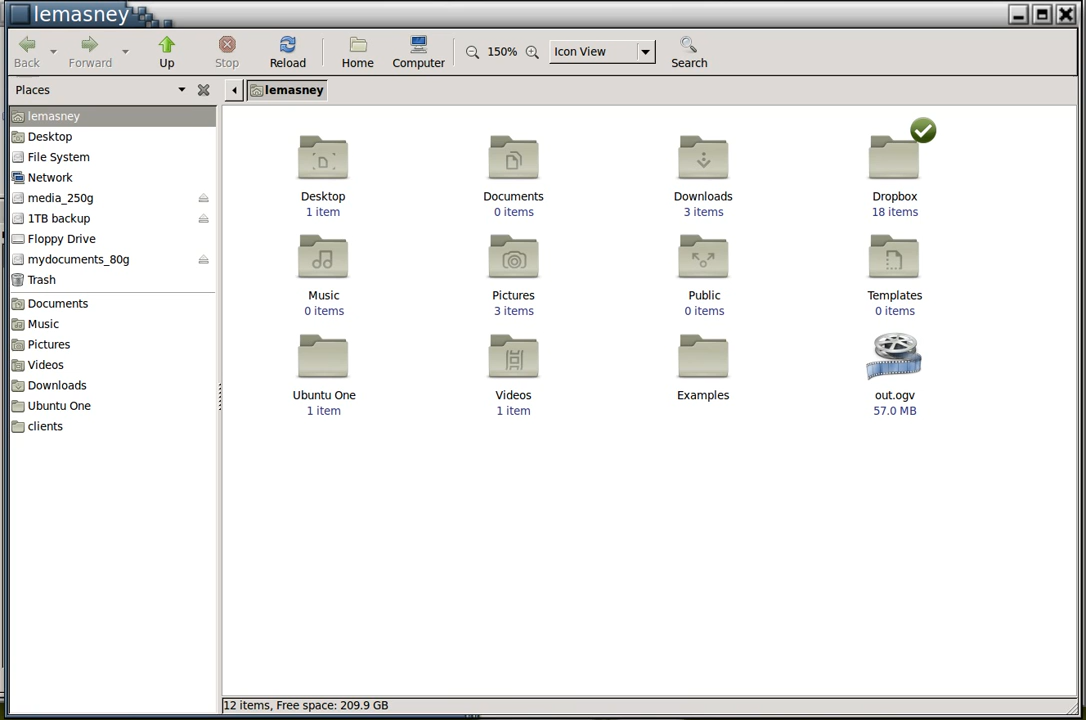 lemasney
Back Forward Up Stop Reload Home Computer 150% Icon View Search
Places
lemasney
lemasney
Desktop
File System
Network
media_250g
1TB backup
Floppy Drive
mydocuments_80g
Trash
Documents
Music
Pictures
Videos
Downloads
Ubuntu One
clients
Desktop Documents Downloads Dropbox
1 item 0 items 3 items 18 items
Music Pictures Public Templates
0 items 3 items 0 items 0 items
Ubuntu One Videos Examples out.ogv
1 item 1 item 57.0 MB
12 items, Free space: 209.9 GB